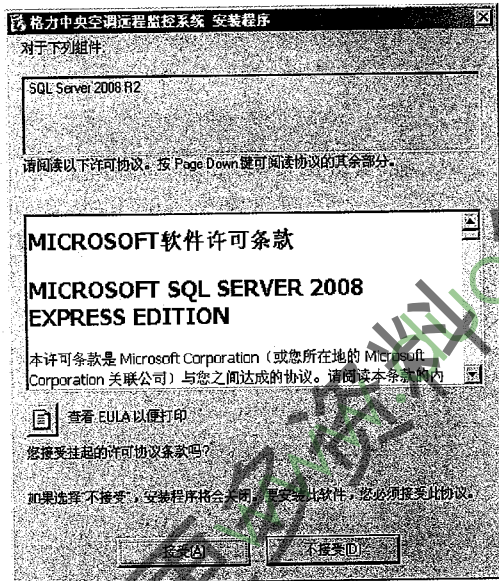 格力中央空调远程监控系统 安装程序
对于下列组件:
SQL Server 2008 R2
请阅读以下许可协议。按 Page Down 键可阅读协议的其余部分。
MICROSOFT软件许可条款
MICROSOFT SQL SERVER 2008
EXPRESS EDITION
本许可条款是 Microsoft Corporation（或您所在地的 Microsoft
Corporation 关联公司）与您之间达成的协议。请阅读本条款的内
查看 EULA 以便打印
您接受挂起的许可协议条款吗?
如果选择“不接受”，安装程序将会关闭。要安装此软件，您必须接受此协议。
接受(A)
不接受(D)